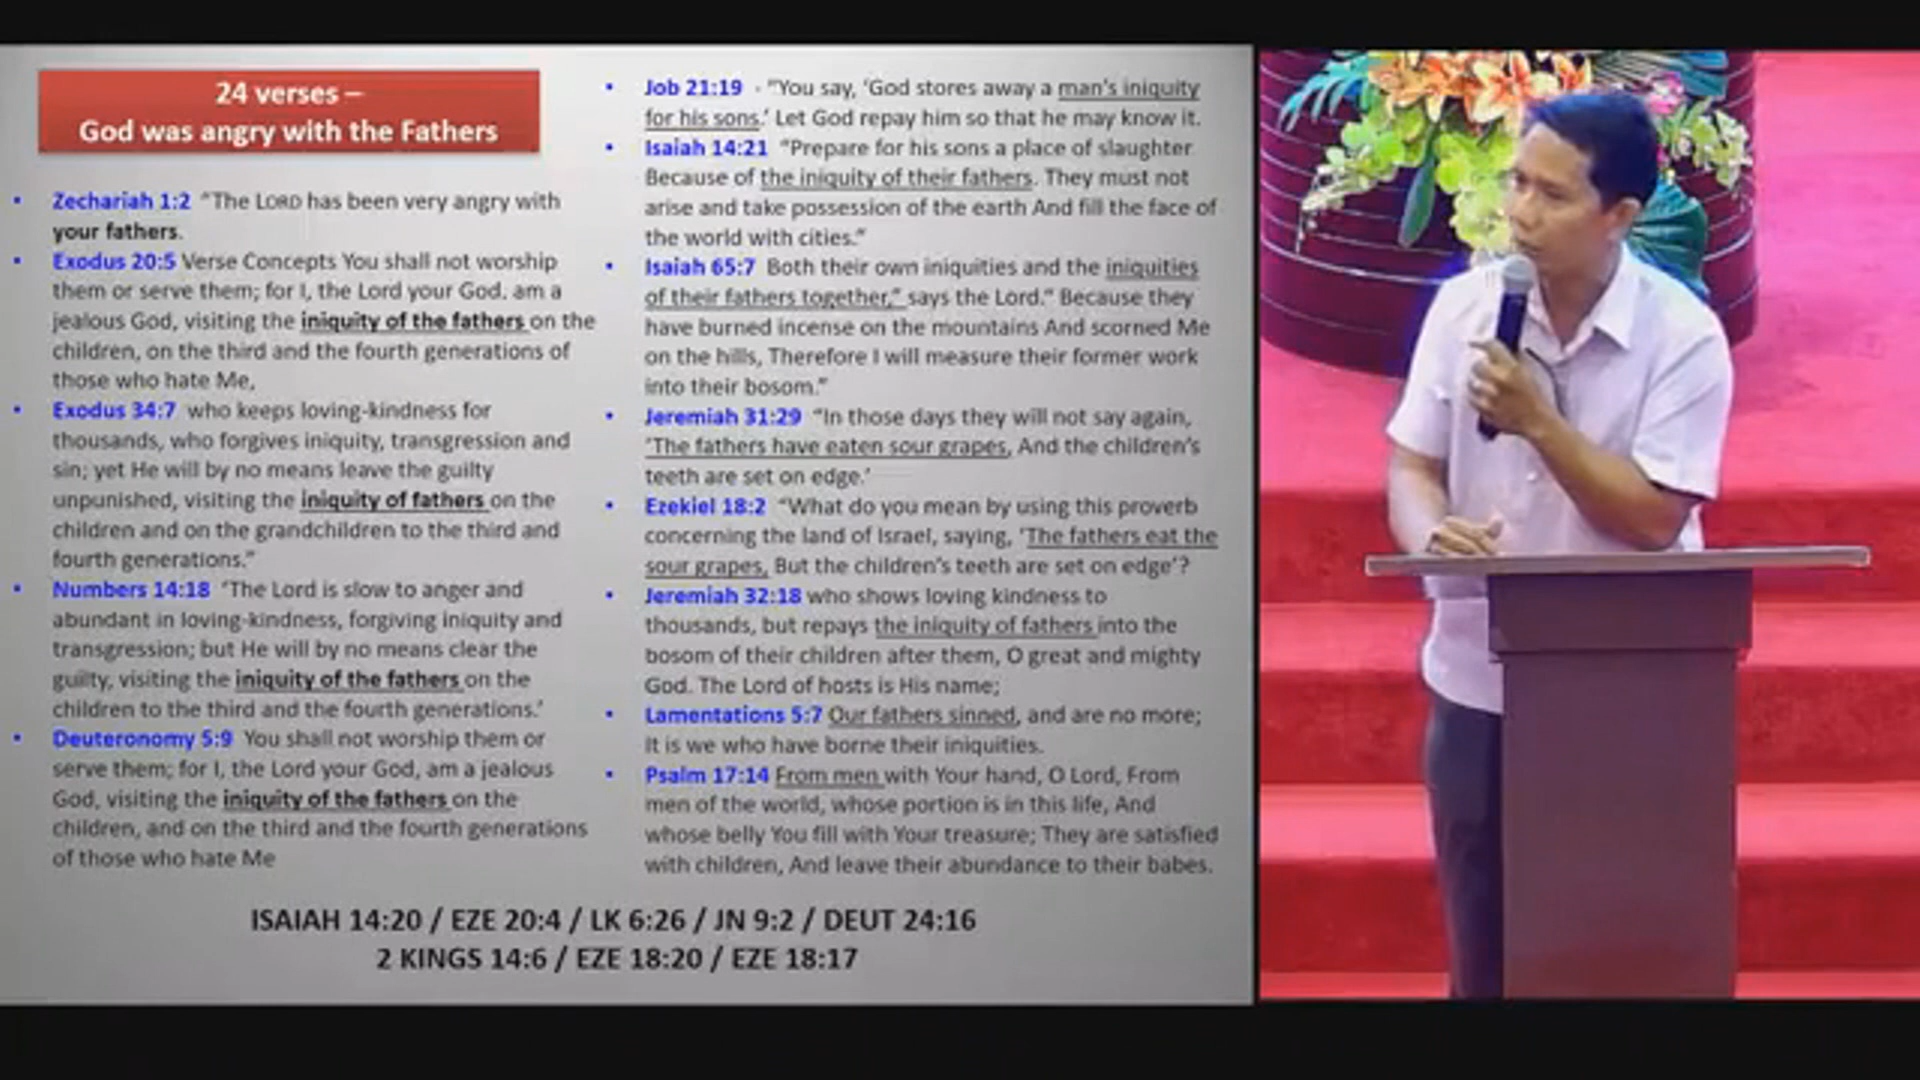 24 verses –
God was angry with the Fathers
• Zechariah 1:2 “The LORD has been very angry with
your fathers.
• Exodus 20:5 Verse Concepts You shall not worship
them or serve them; for I, the Lord your God, am a
jealous God, visiting the iniquity of the fathers on the
children, on the third and the fourth generations of
those who hate Me,
• Exodus 34:7 who keeps loving-kindness for
thousands, who forgives iniquity, transgression and
sin; yet He will by no means leave the guilty
unpunished, visiting the iniquity of fathers on the
children and on the grandchildren to the third and
fourth generations.”
• Numbers 14:18 ‘The Lord is slow to anger and
abundant in loving-kindness, forgiving iniquity and
transgression; but He will by no means clear the
guilty, visiting the iniquity of the fathers on the
children to the third and the fourth generations.’
• Deuteronomy 5:9 You shall not worship them or
serve them; for I, the Lord your God, am a jealous
God, visiting the iniquity of the fathers on the
children, and on the third and the fourth generations
of those who hate Me
• Job 21:19 - “You say, ‘God stores away a man’s iniquity
for his sons.’ Let God repay him so that he may know it.
• Isaiah 14:21 “Prepare for his sons a place of slaughter
Because of the iniquity of their fathers. They must not
arise and take possession of the earth And fill the face of
the world with cities.”
• Isaiah 65:7 Both their own iniquities and the iniquities
of their fathers together,” says the Lord.” Because they
have burned incense on the mountains And scorned Me
on the hills, Therefore I will measure their former work
into their bosom.”
• Jeremiah 31:29 “In those days they will not say again,
‘The fathers have eaten sour grapes, And the children’s
teeth are set on edge.’
• Ezekiel 18:2 “What do you mean by using this proverb
concerning the land of Israel, saying, ‘The fathers eat the
sour grapes, But the children’s teeth are set on edge’?
• Jeremiah 32:18 who shows loving kindness to
thousands, but repays the iniquity of fathers into the
bosom of their children after them, O great and mighty
God. The Lord of hosts is His name;
• Lamentations 5:7 Our fathers sinned, and are no more;
It is we who have borne their iniquities.
• Psalm 17:14 From men with Your hand, O Lord, From
men of the world, whose portion is in this life, And
whose belly You fill with Your treasure; They are satisfied
with children, And leave their abundance to their babes.
ISAIAH 14:20 / EZE 20:4 / LK 6:26 / JN 9:2 / DEUT 24:16
2 KINGS 14:6 / EZE 18:20 / EZE 18:17